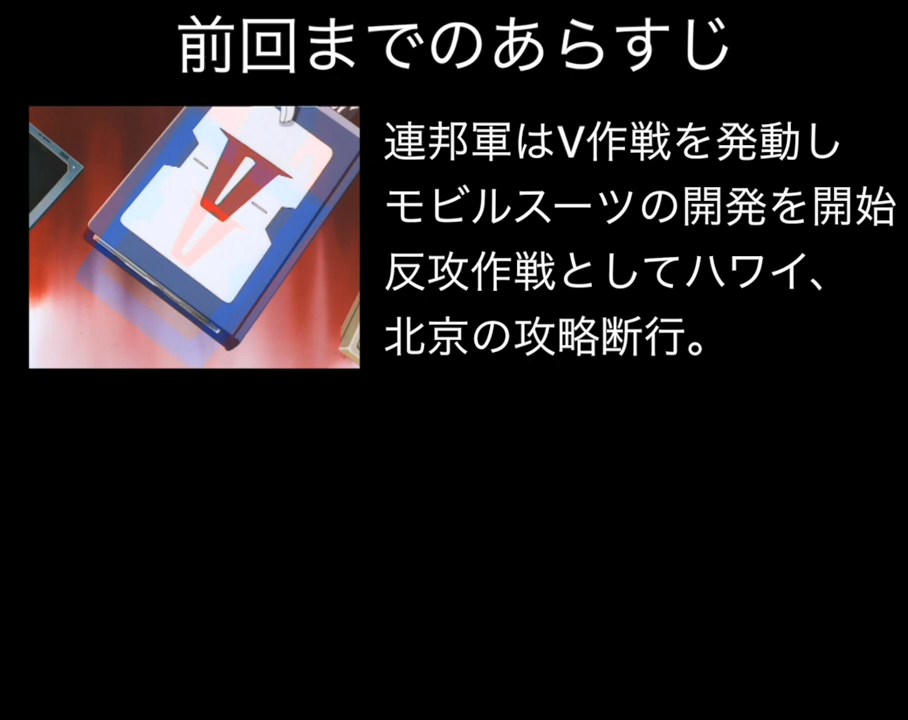 前回までのあらすじ
連邦軍はV作戦を発動し
モビルスーツの開発を開始
反攻作戦としてハワイ、
北京の攻略断行。
V